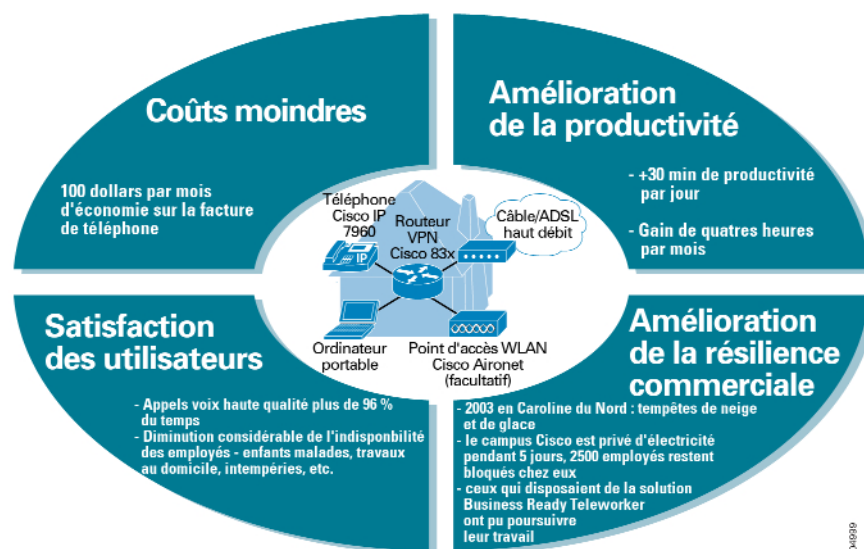 Coûts moindres
100 dollars par mois
d'économie sur la facture
de téléphone
Amélioration
de la productivité
- +30 min de productivité
par jour
- Gain de quatres heures
par mois
Téléphone
Cisco IP
7960
IP
Routeur
VPN
Cisco 83x
Câble/ADSL
haut débit
Ordinateur
portable
Point d'accès WLAN
Cisco Aironet
(facultatif)
Satisfaction
des utilisateurs
- Appels voix haute qualité plus de 96 %
du temps
- Diminution considérable de l'indisponbilité
des employés - enfants malades, travaux
au domicile, intempéries, etc.
Amélioration
de la résilience
commerciale
- 2003 en Caroline du Nord : tempêtes de neige
et de glace
- le campus Cisco est privé d'électricité
pendant 5 jours, 2500 employés restent
bloqués chez eux
- ceux qui disposaient de la solution
Business Ready Teleworker
ont pu poursuivre
leur travail